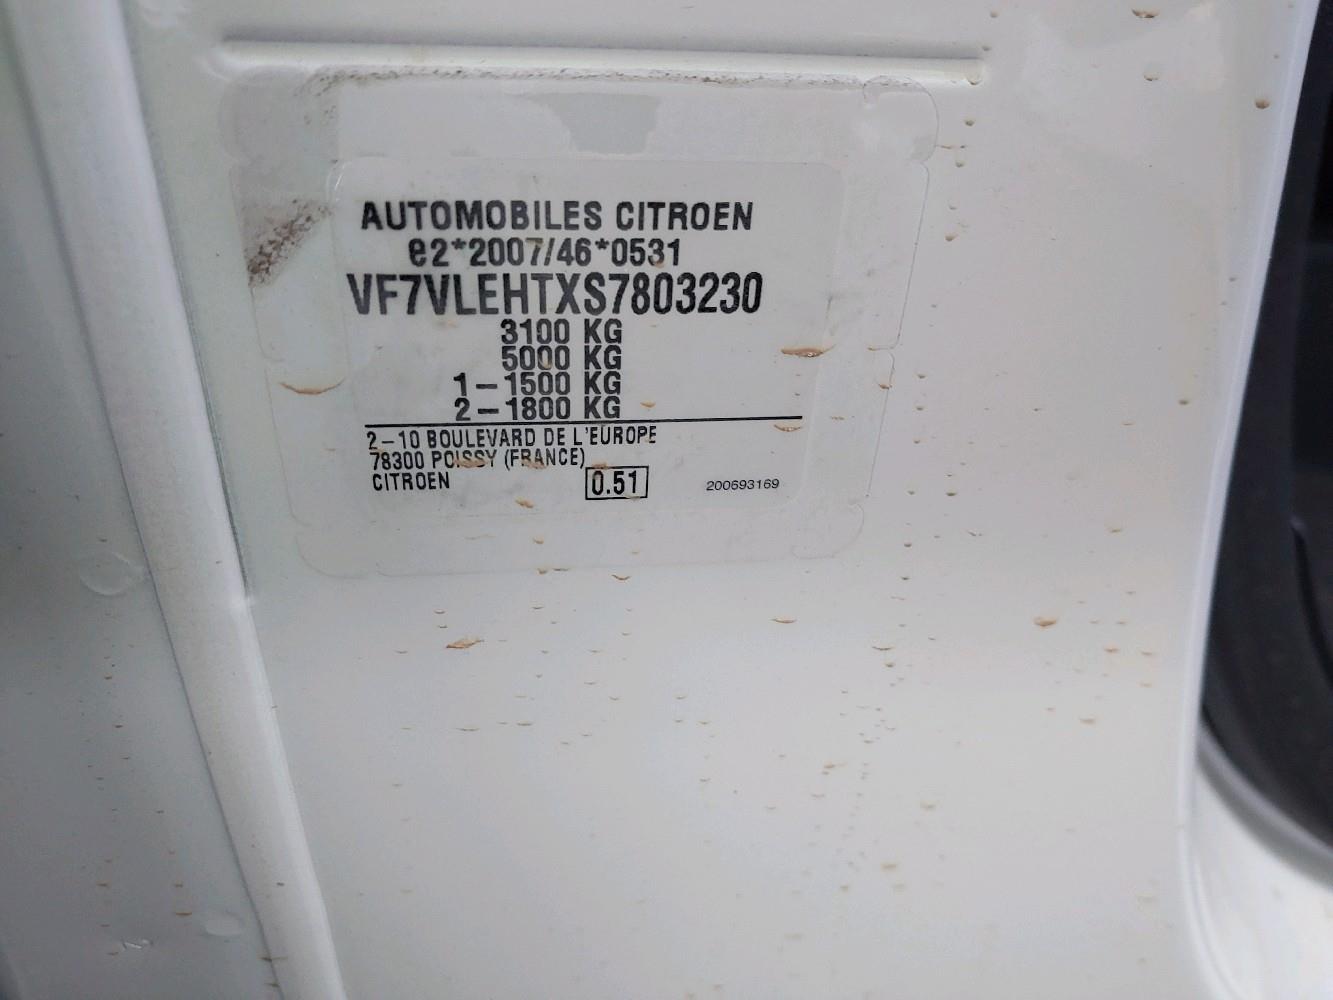 AUTOMOBILES CITROEN
e2*2007/46*0531
VF7VLEHTXS7803230
3100 KG
5000 KG
1-1500 KG
2-1800 KG
2-10 BOULEVARD DE L'EUROPE
78300 POISSY (FRANCE)
CITROEN
0.51
200693169